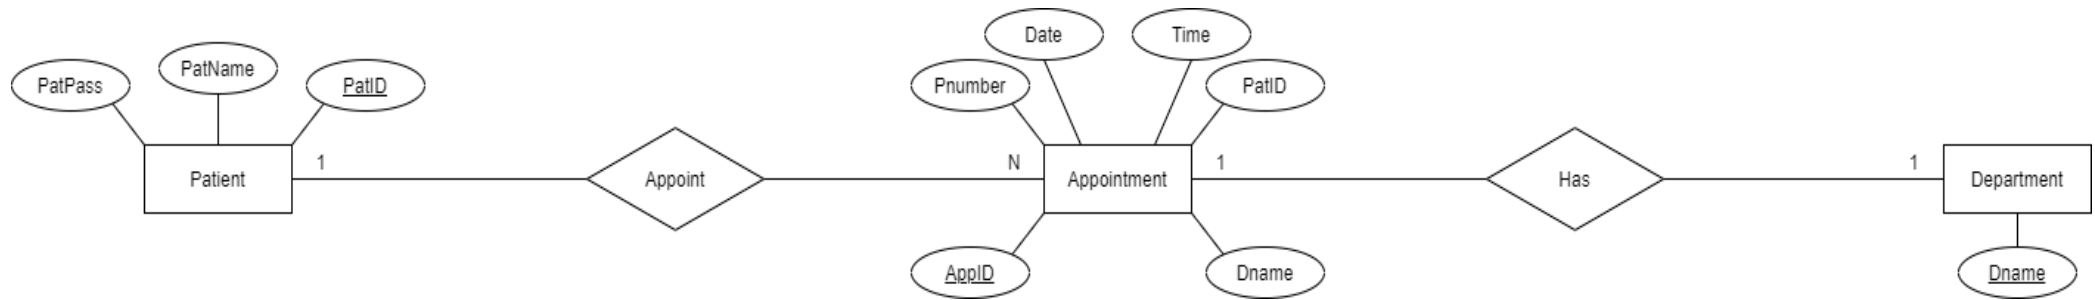 Date
Time
PatPass
PatName
PatID
Pnumber
PatID
Patient
1
Appoint
N
Appointment
1
Has
1
Department
AppID
Dname
Dname